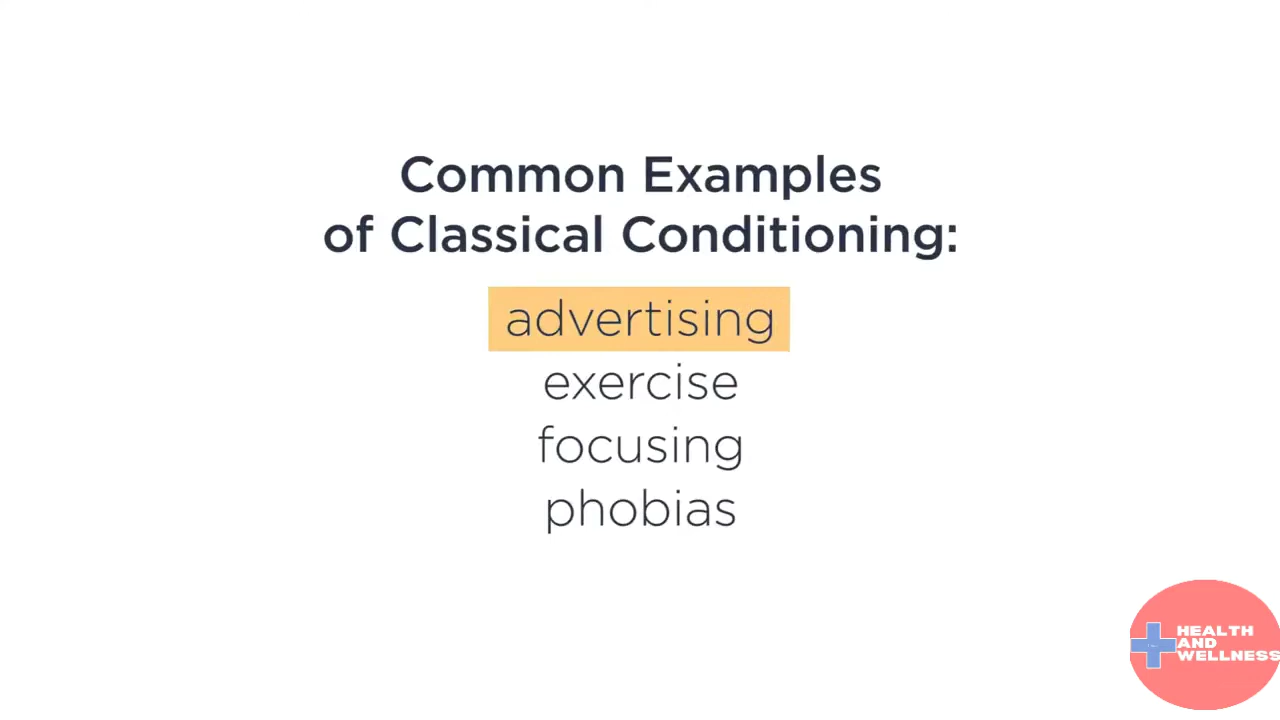 Common Examples
of Classical Conditioning:
advertising
exercise
focusing
phobias
HEALTH
AND
WELLNESS